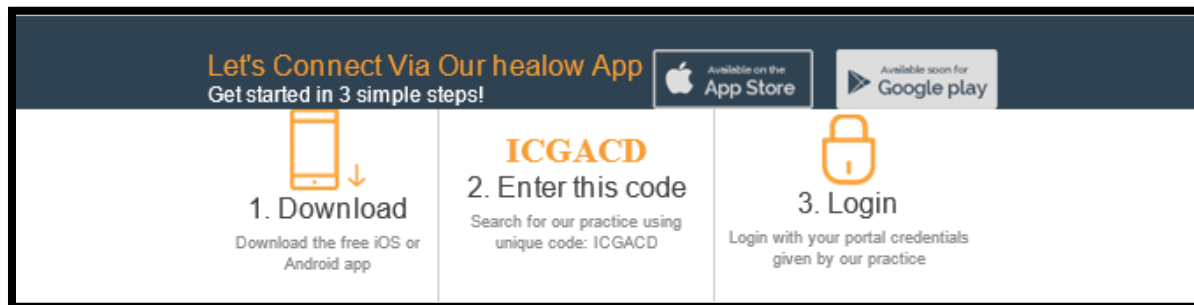 Let's Connect Via Our healow App
Get started in 3 simple steps!
Available on the
App Store
Available soon for
Google play
1. Download
Download the free iOS or
Android app
ICGACD
2. Enter this code
Search for our practice using
unique code: ICGACD
3. Login
Login with your portal credentials
given by our practice